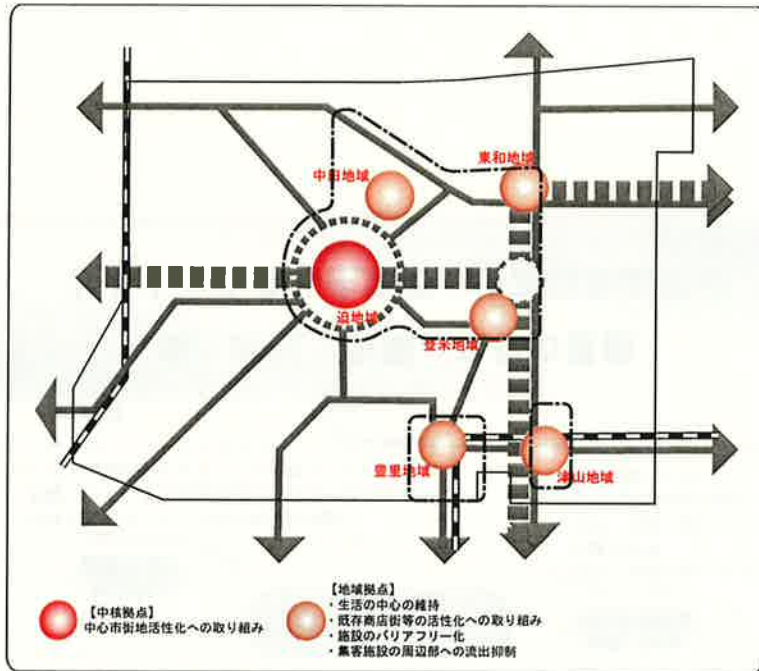 東和地域
中田地域
迫地域
登米地域
豊里地域
津山地域
【中核拠点】
中心市街地活性化への取り組み
【地域拠点】
・生活の中心の維持
・既存商店街等の活性化への取り組み
・施設のバリアフリー化
・集客施設の周辺部への流出抑制